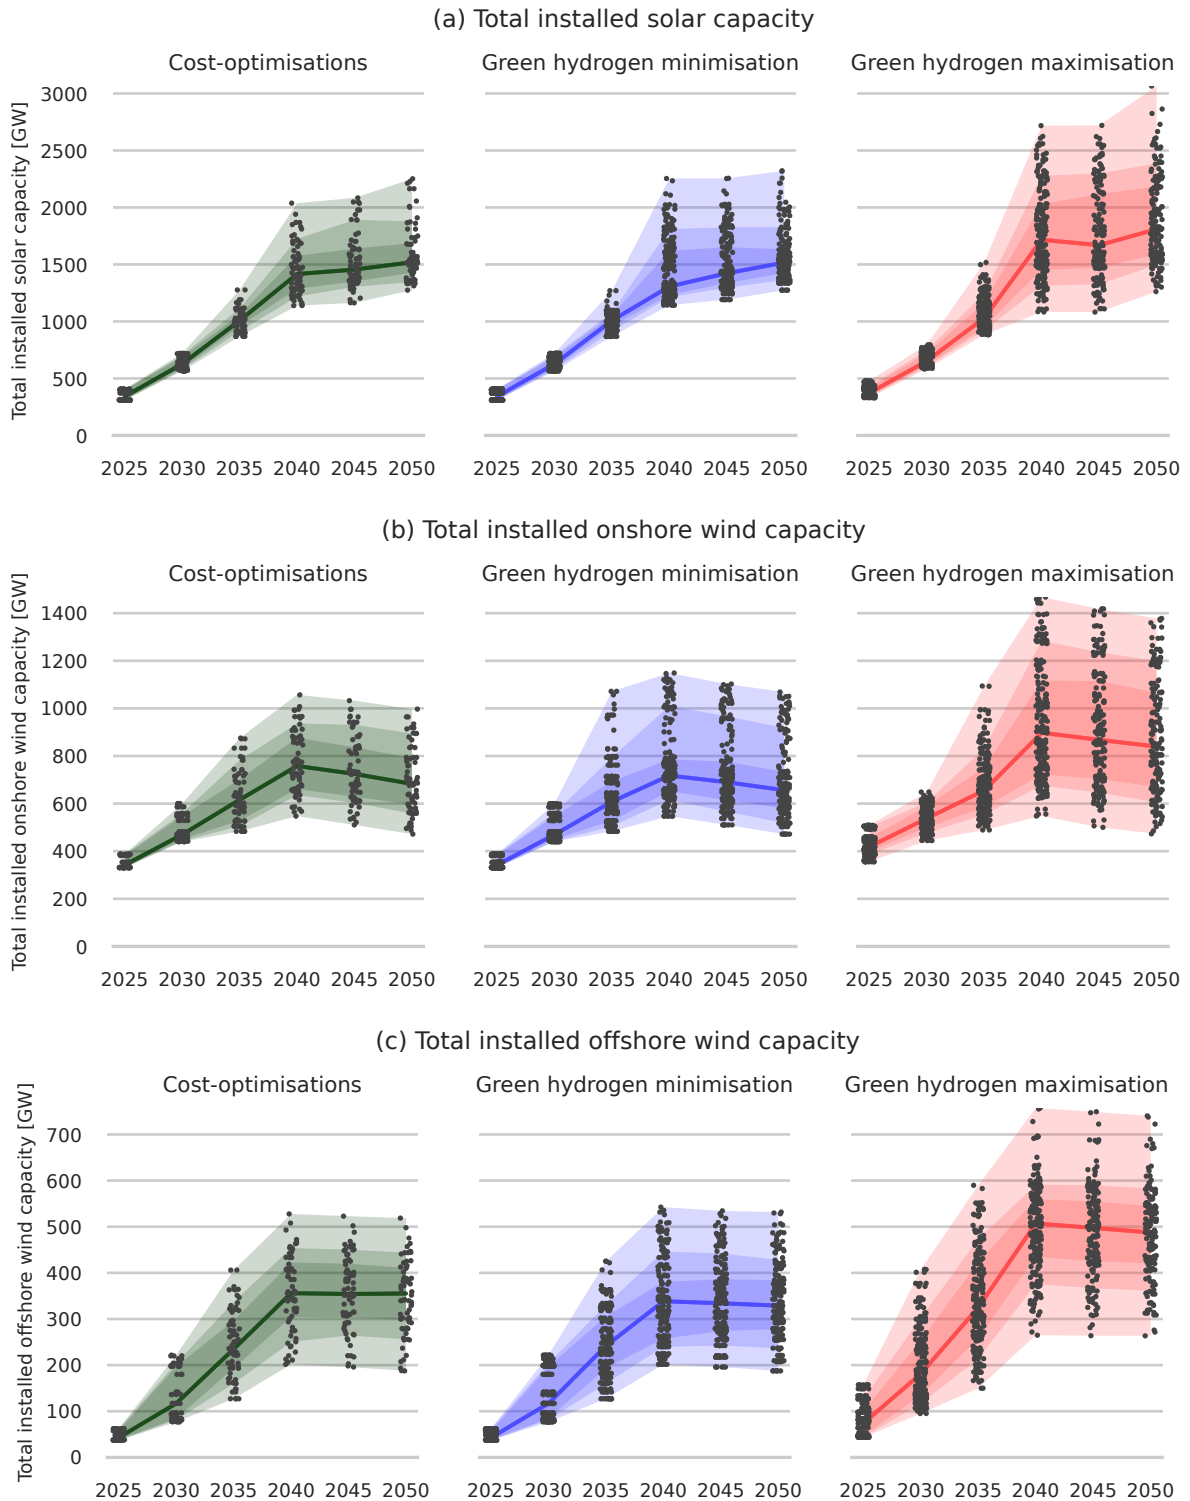 (a) Total installed solar capacity
Cost-optimisations
Green hydrogen minimisation
Green hydrogen maximisation
Total installed solar capacity [GW]
3000
2500
2000
1500
1000
500
0
2025 2030 2035 2040 2045 2050
2025 2030 2035 2040 2045 2050
2025 2030 2035 2040 2045 2050
(b) Total installed onshore wind capacity
Cost-optimisations
Green hydrogen minimisation
Green hydrogen maximisation
Total installed onshore wind capacity [GW]
1400
1200
1000
800
600
400
200
0
2025 2030 2035 2040 2045 2050
2025 2030 2035 2040 2045 2050
2025 2030 2035 2040 2045 2050
(c) Total installed offshore wind capacity
Cost-optimisations
Green hydrogen minimisation
Green hydrogen maximisation
Total installed offshore wind capacity [GW]
700
600
500
400
300
200
100
0
2025 2030 2035 2040 2045 2050
2025 2030 2035 2040 2045 2050
2025 2030 2035 2040 2045 2050